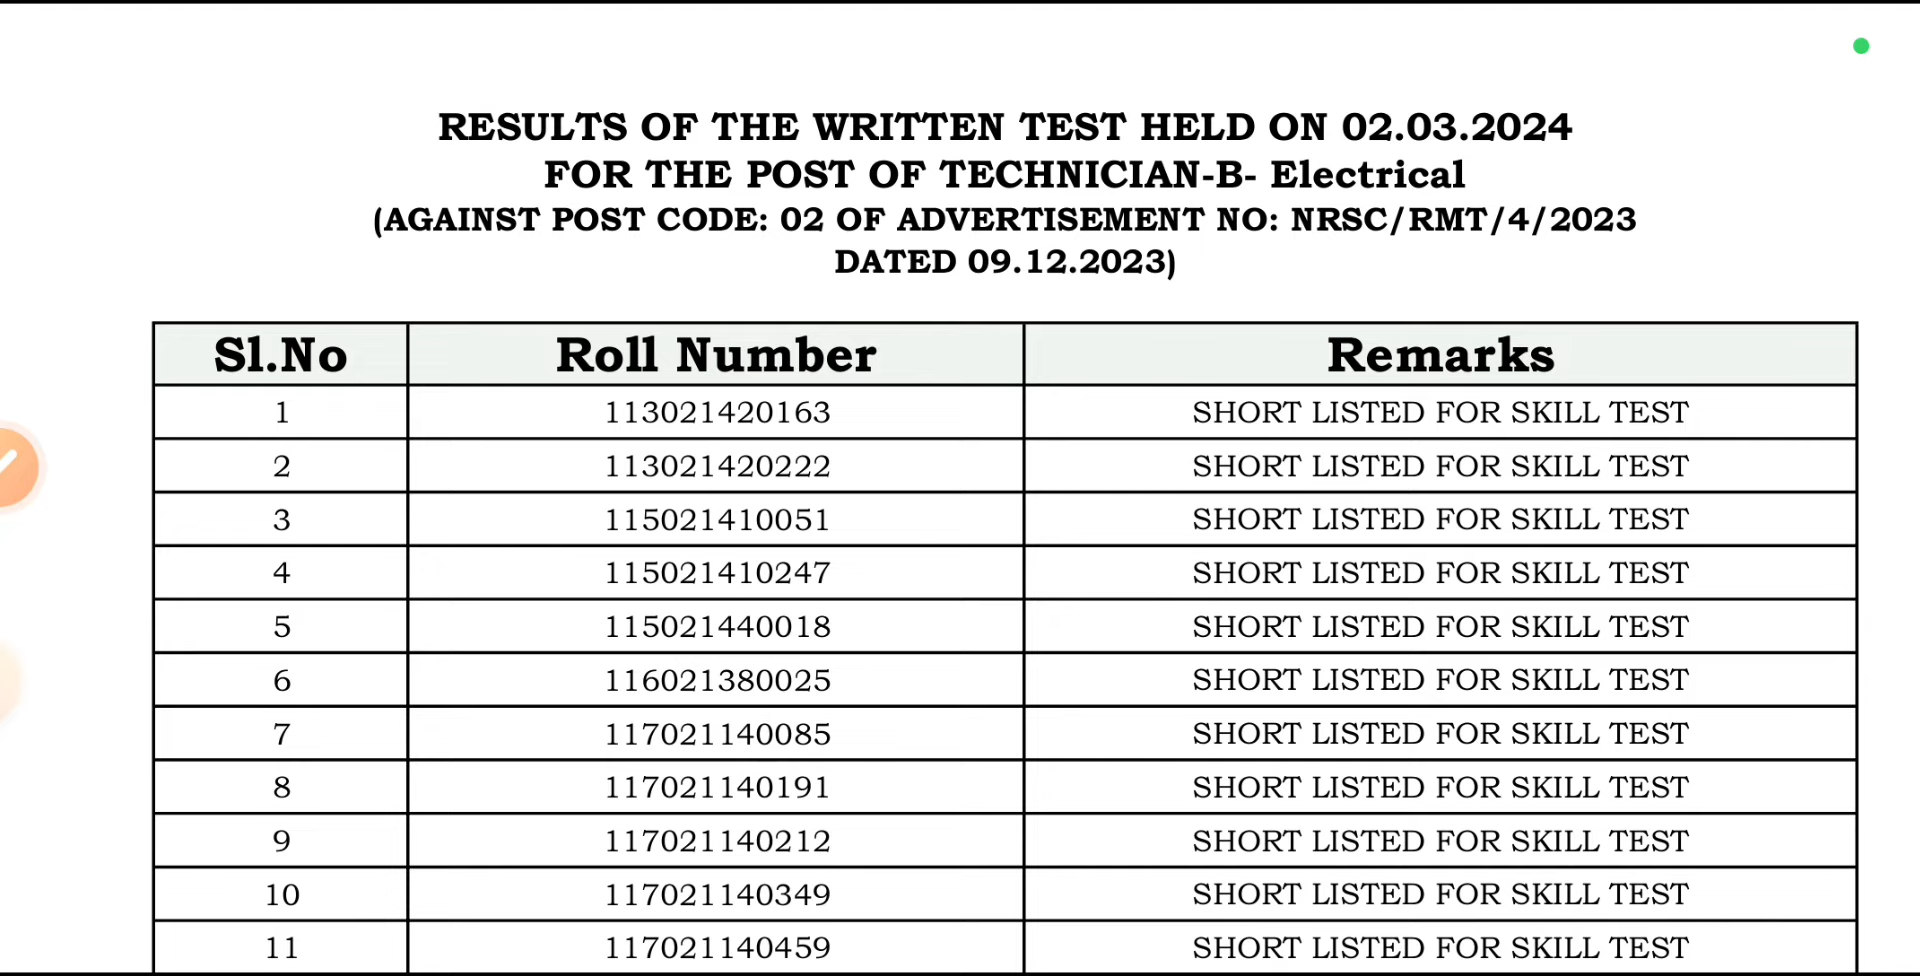 RESULTS OF THE WRITTEN TEST HELD ON 02.03.2024
FOR THE POST OF TECHNICIAN-B- Electrical
(AGAINST POST CODE: 02 OF ADVERTISEMENT NO: NRSC/RMT/4/2023
DATED 09.12.2023)
Sl.No Roll Number Remarks
1 113021420163 SHORT LISTED FOR SKILL TEST
2 113021420222 SHORT LISTED FOR SKILL TEST
3 115021410051 SHORT LISTED FOR SKILL TEST
4 115021410247 SHORT LISTED FOR SKILL TEST
5 115021440018 SHORT LISTED FOR SKILL TEST
6 116021380025 SHORT LISTED FOR SKILL TEST
7 117021140085 SHORT LISTED FOR SKILL TEST
8 117021140191 SHORT LISTED FOR SKILL TEST
9 117021140212 SHORT LISTED FOR SKILL TEST
10 117021140349 SHORT LISTED FOR SKILL TEST
11 117021140459 SHORT LISTED FOR SKILL TEST